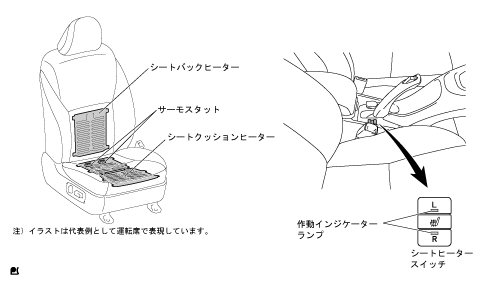 シートバックヒーター
サーモスタット
シートクッションヒーター
注）イラストは代表例として運転席で表現しています。
L
R
作動インジケーター
ランプ
シートヒーター
スイッチ